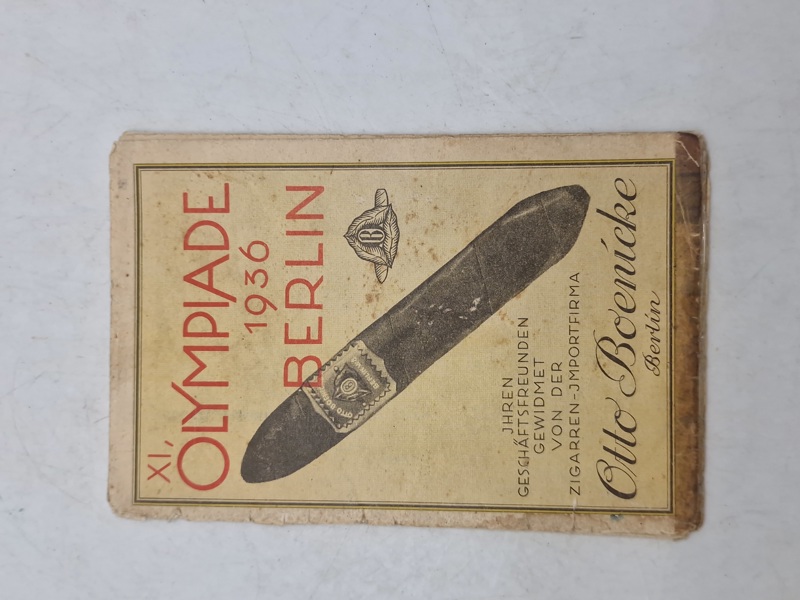 XI,
OLYMPIADE
1936
BERLIN
B
JHREN
GESCHÄFTSFREUNDEN
GEWIDMET
VON DER
ZIGARREN-JMPORTFIRMA
Otto Boenicke
Berlin